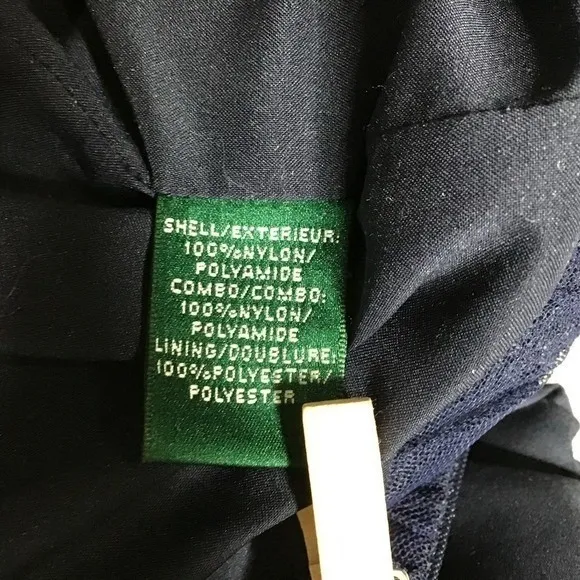 SHELL/EXTERIEUR:
100%NYLON/
POLYAMIDE
COMBO/COMBO:
100%NYLON/
POLYAMIDE
LINING/DOUBLURE:
100%POLYESTER/
POLYESTER